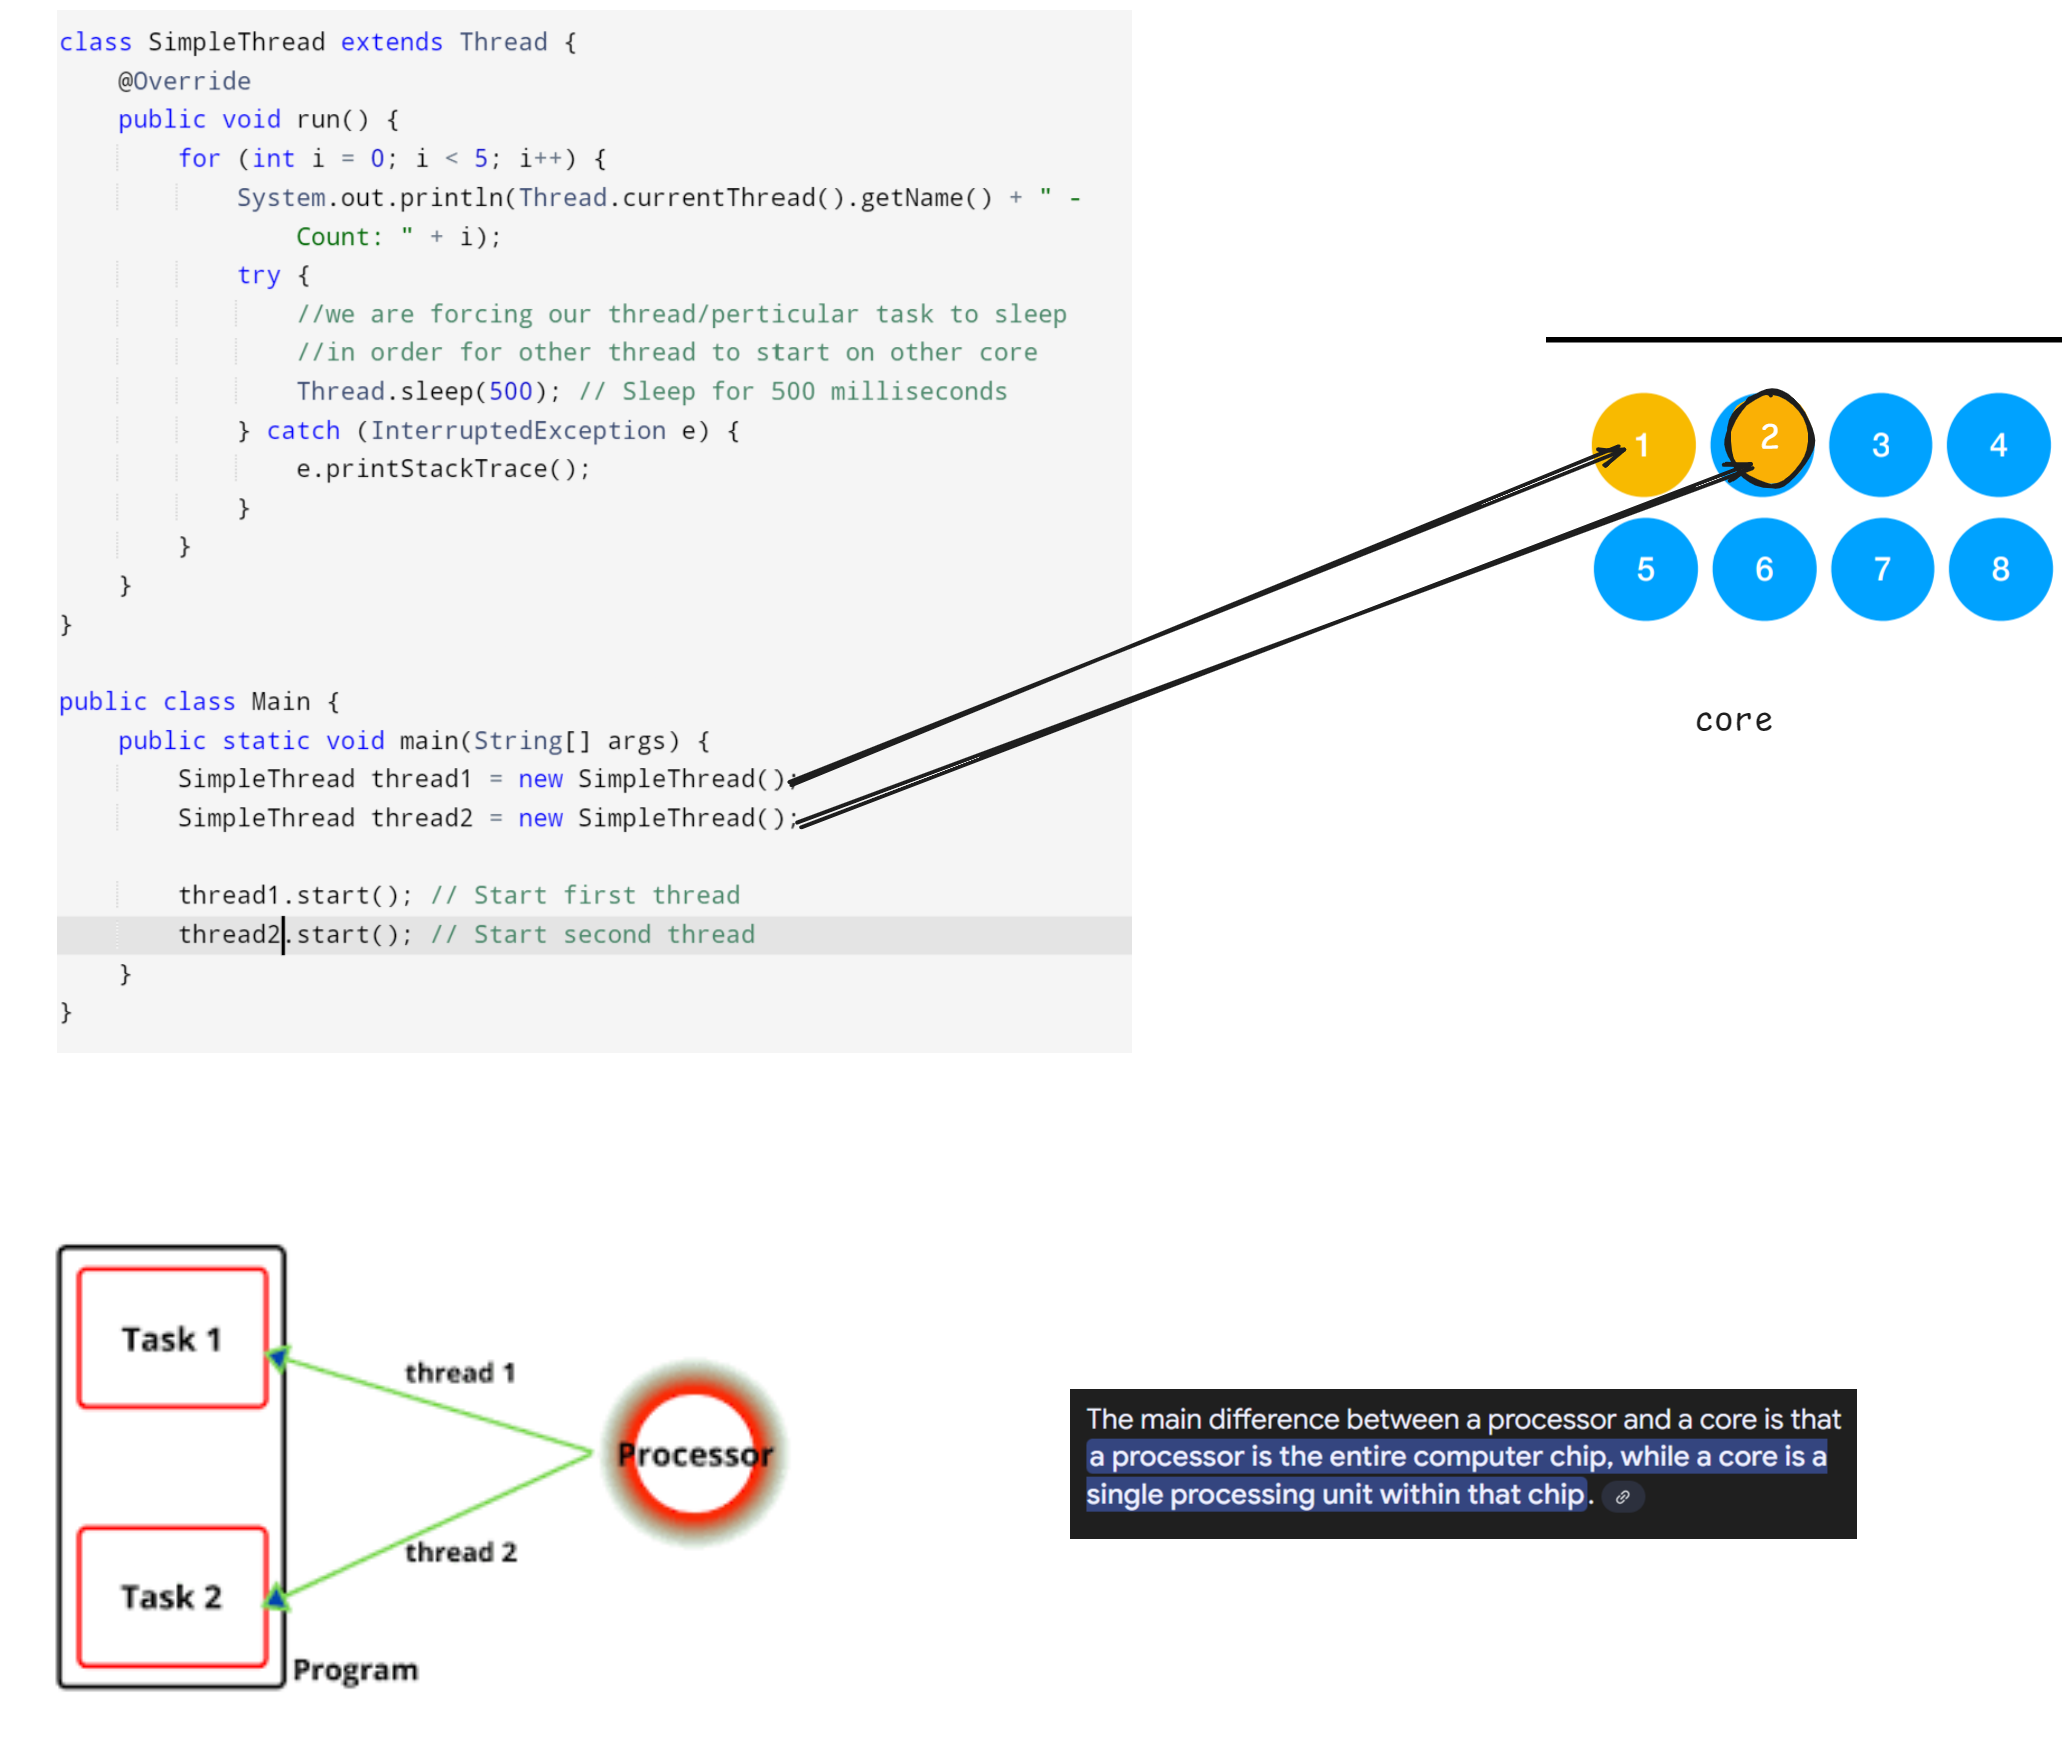 class SimpleThread extends Thread {
@Override
public void run() {
for (int i = 0; i < 5; i++) {
System.out.println(Thread.currentThread().getName() + " -
Count: " + i);
try {
//we are forcing our thread/perticular task to sleep
//in order for other thread to start on other core
Thread.sleep(500); // Sleep for 500 milliseconds
} catch (InterruptedException e) {
e.printStackTrace();
}
}
}
}
public class Main {
public static void main(String[] args) {
SimpleThread thread1 = new SimpleThread();
SimpleThread thread2 = new SimpleThread();
thread1.start(); // Start first thread
thread2.start(); // Start second thread
}
}
1 2 3 4
5 6 7 8
core
Task 1
thread 1
Processor
thread 2
Task 2
Program
The main difference between a processor and a core is that
a processor is the entire computer chip, while a core is a
single processing unit within that chip.